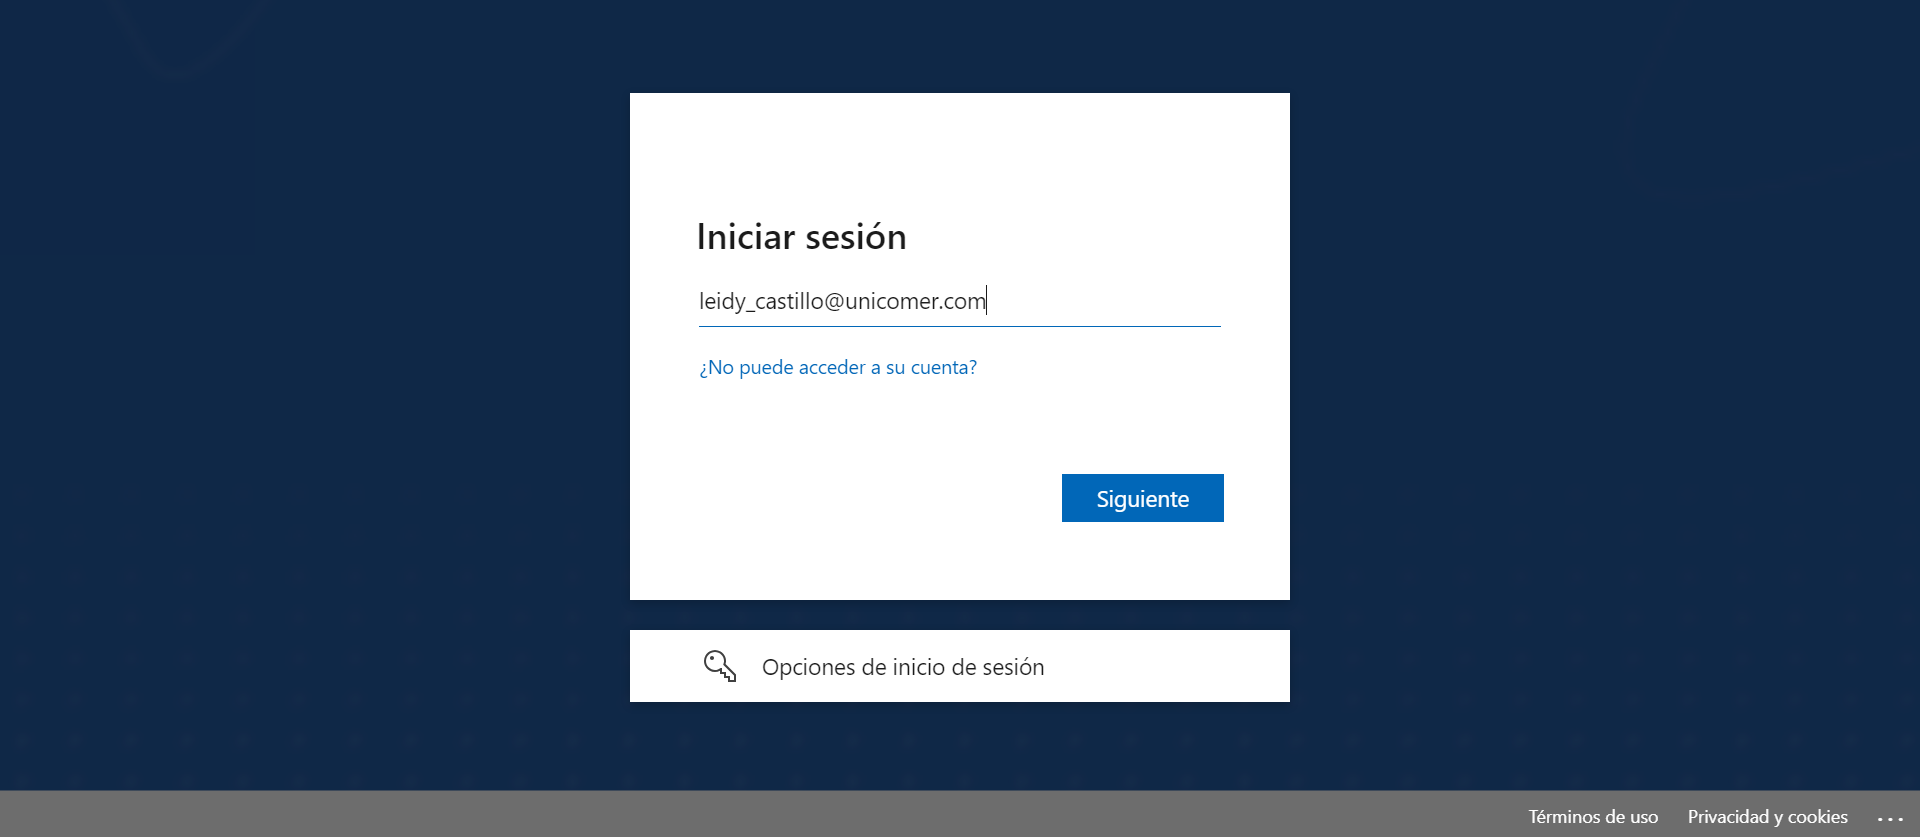 Iniciar sesión
leidy_castillo@unicomer.com
¿No puede acceder a su cuenta?
Siguiente
Opciones de inicio de sesión
Términos de uso Privacidad y cookies ...